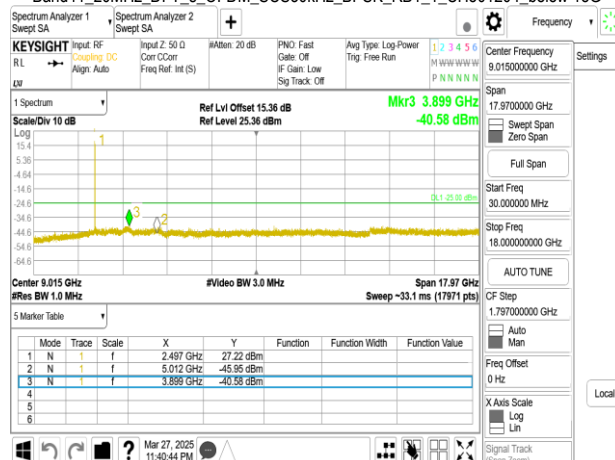 Spectrum Analyzer 1
Swept SA
Spectrum Analyzer 2
Swept SA
Frequency
KEYSIGHT
RL
Input: RF
Coupling: DC
Align: Auto
Input Z: 50 Ω
Corr CCorr
Freq Ref: Int (S)
#Atten: 20 dB
PNO: Fast
Gate: Off
IF Gain: Low
Sig Track: Off
Avg Type: Log-Power
Trig: Free Run
1 2 3 4 5 6
M W W W W W
P N N N N N
LXI
1 Spectrum
Scale/Div 10 dB
Ref Lvl Offset 15.36 dB
Ref Level 25.36 dBm
Mkr3 3.899 GHz
-40.58 dBm
Log
15.4
5.36
-4.64
-14.6
-24.6
-34.6
-44.6
-54.6
-64.6
1
3
2
DL1 -25.00 dBm
Center 9.015 GHz
#Res BW 1.0 MHz
#Video BW 3.0 MHz
Span 17.97 GHz
Sweep ~33.1 ms (17971 pts)
5 Marker Table
Mode Trace Scale X Y Function Function Width Function Value
1 N 1 f 2.497 GHz 27.22 dBm
2 N 1 f 5.012 GHz -45.95 dBm
3 N 1 f 3.899 GHz -40.58 dBm
4
5
6
Mar 27, 2025
11:40:44 PM
Center Frequency
9.015000000 GHz
Settings
Span
17.9700000 GHz
Swept Span
Zero Span
Full Span
Start Freq
30.000000 MHz
Stop Freq
18.000000000 GHz
AUTO TUNE
CF Step
1.797000000 GHz
Auto
Man
Freq Offset
0 Hz
Local
X Axis Scale
Log
Lin
Signal Track